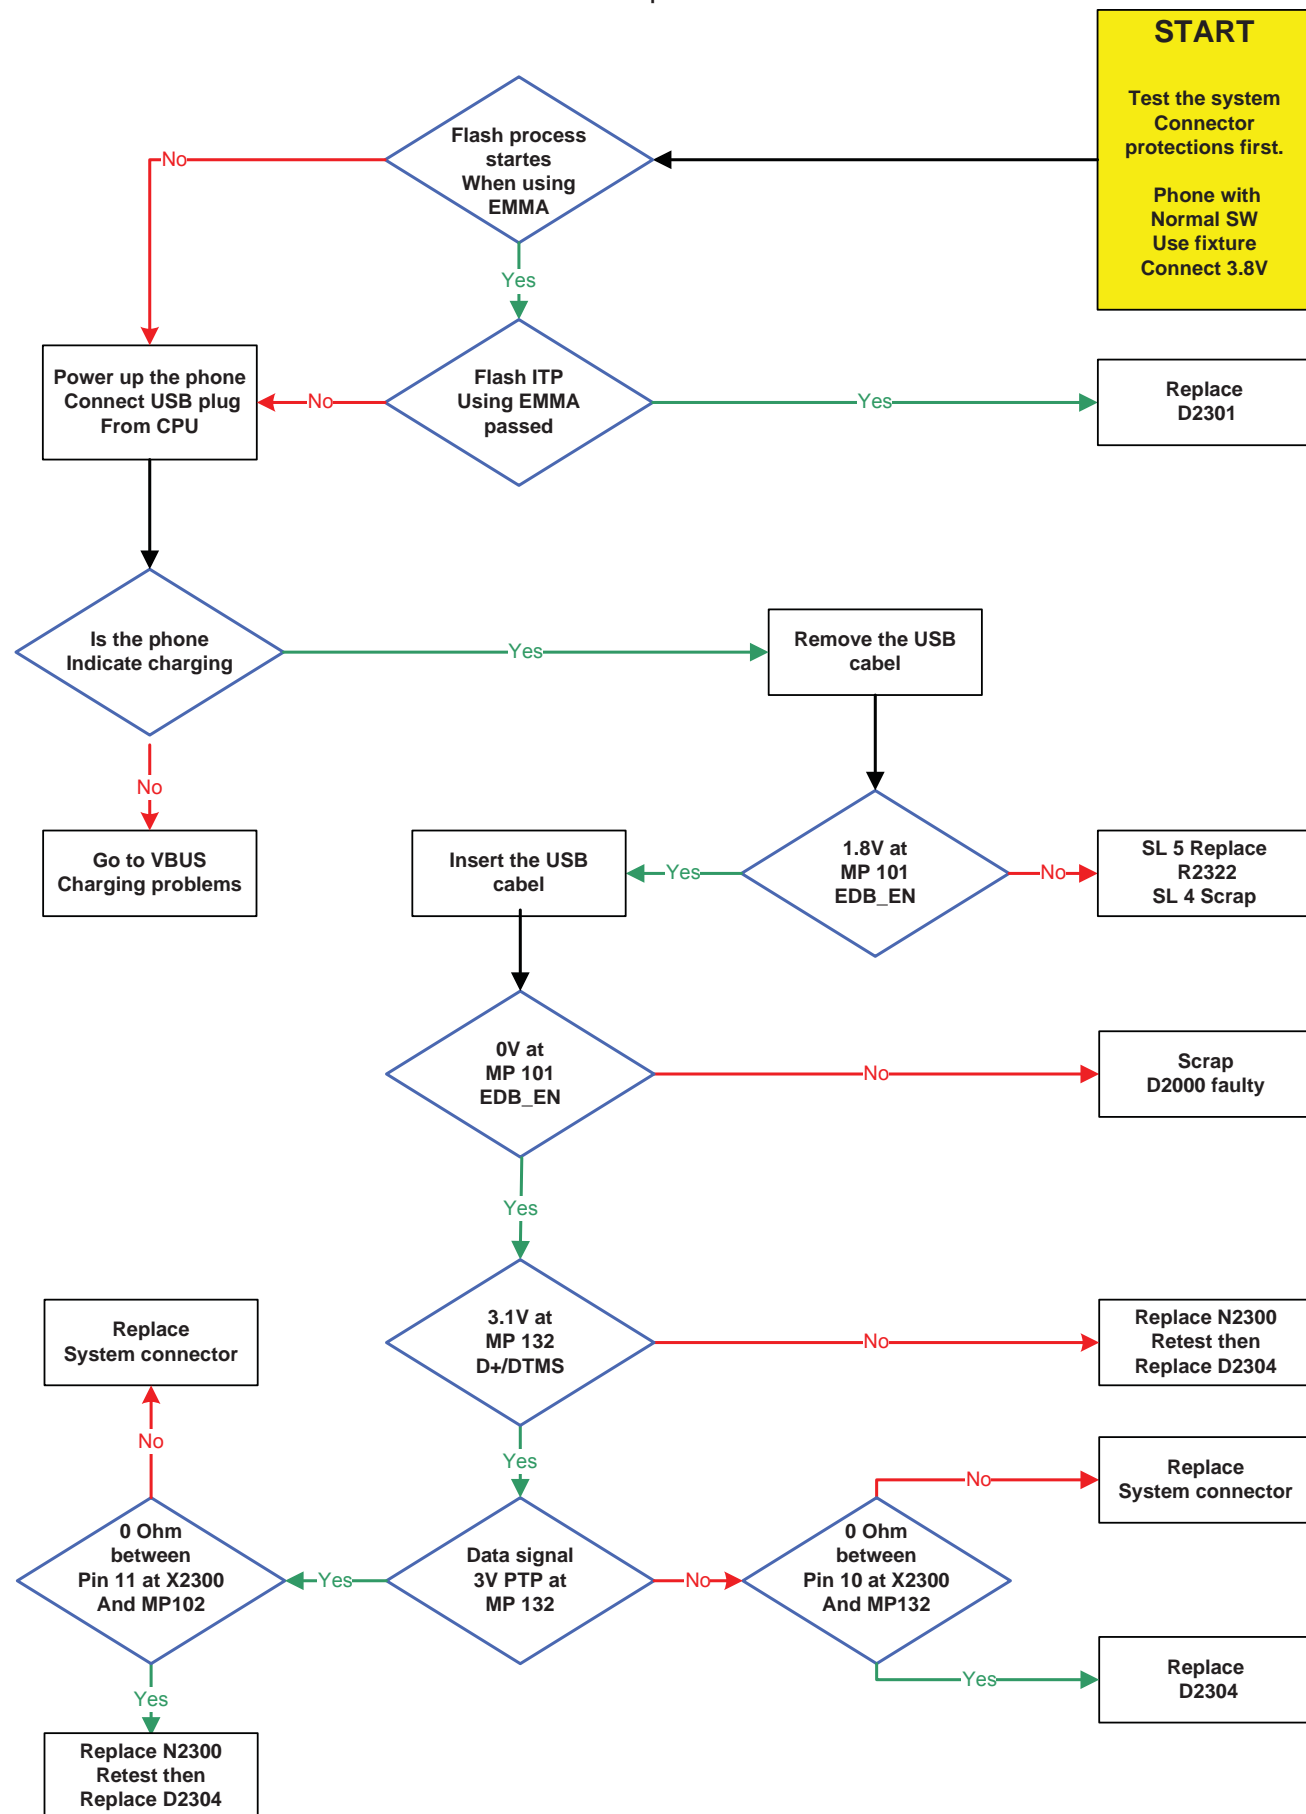 START
Test the system
Connector
protections first.
Phone with
Normal SW
Use fixture
Connect 3.8V
Flash process
startes
When using
EMMA
No
Yes
Power up the phone
Connect USB plug
From CPU
No
Flash ITP
Using EMMA
passed
Yes
Replace
D2301
Is the phone
Indicate charging
Yes
Remove the USB
cabel
No
Go to VBUS
Charging problems
Insert the USB
cabel
Yes
1.8V at
MP 101
EDB_EN
No
SL 5 Replace
R2322
SL 4 Scrap
0V at
MP 101
EDB_EN
No
Scrap
D2000 faulty
Yes
3.1V at
MP 132
D+/DTMS
No
Replace N2300
Retest then
Replace D2304
Yes
Replace
System connector
No
0 Ohm
between
Pin 11 at X2300
And MP102
Yes
Data signal
3V PTP at
MP 132
No
0 Ohm
between
Pin 10 at X2300
And MP132
No
Replace
System connector
Yes
Replace
D2304
Yes
Replace N2300
Retest then
Replace D2304